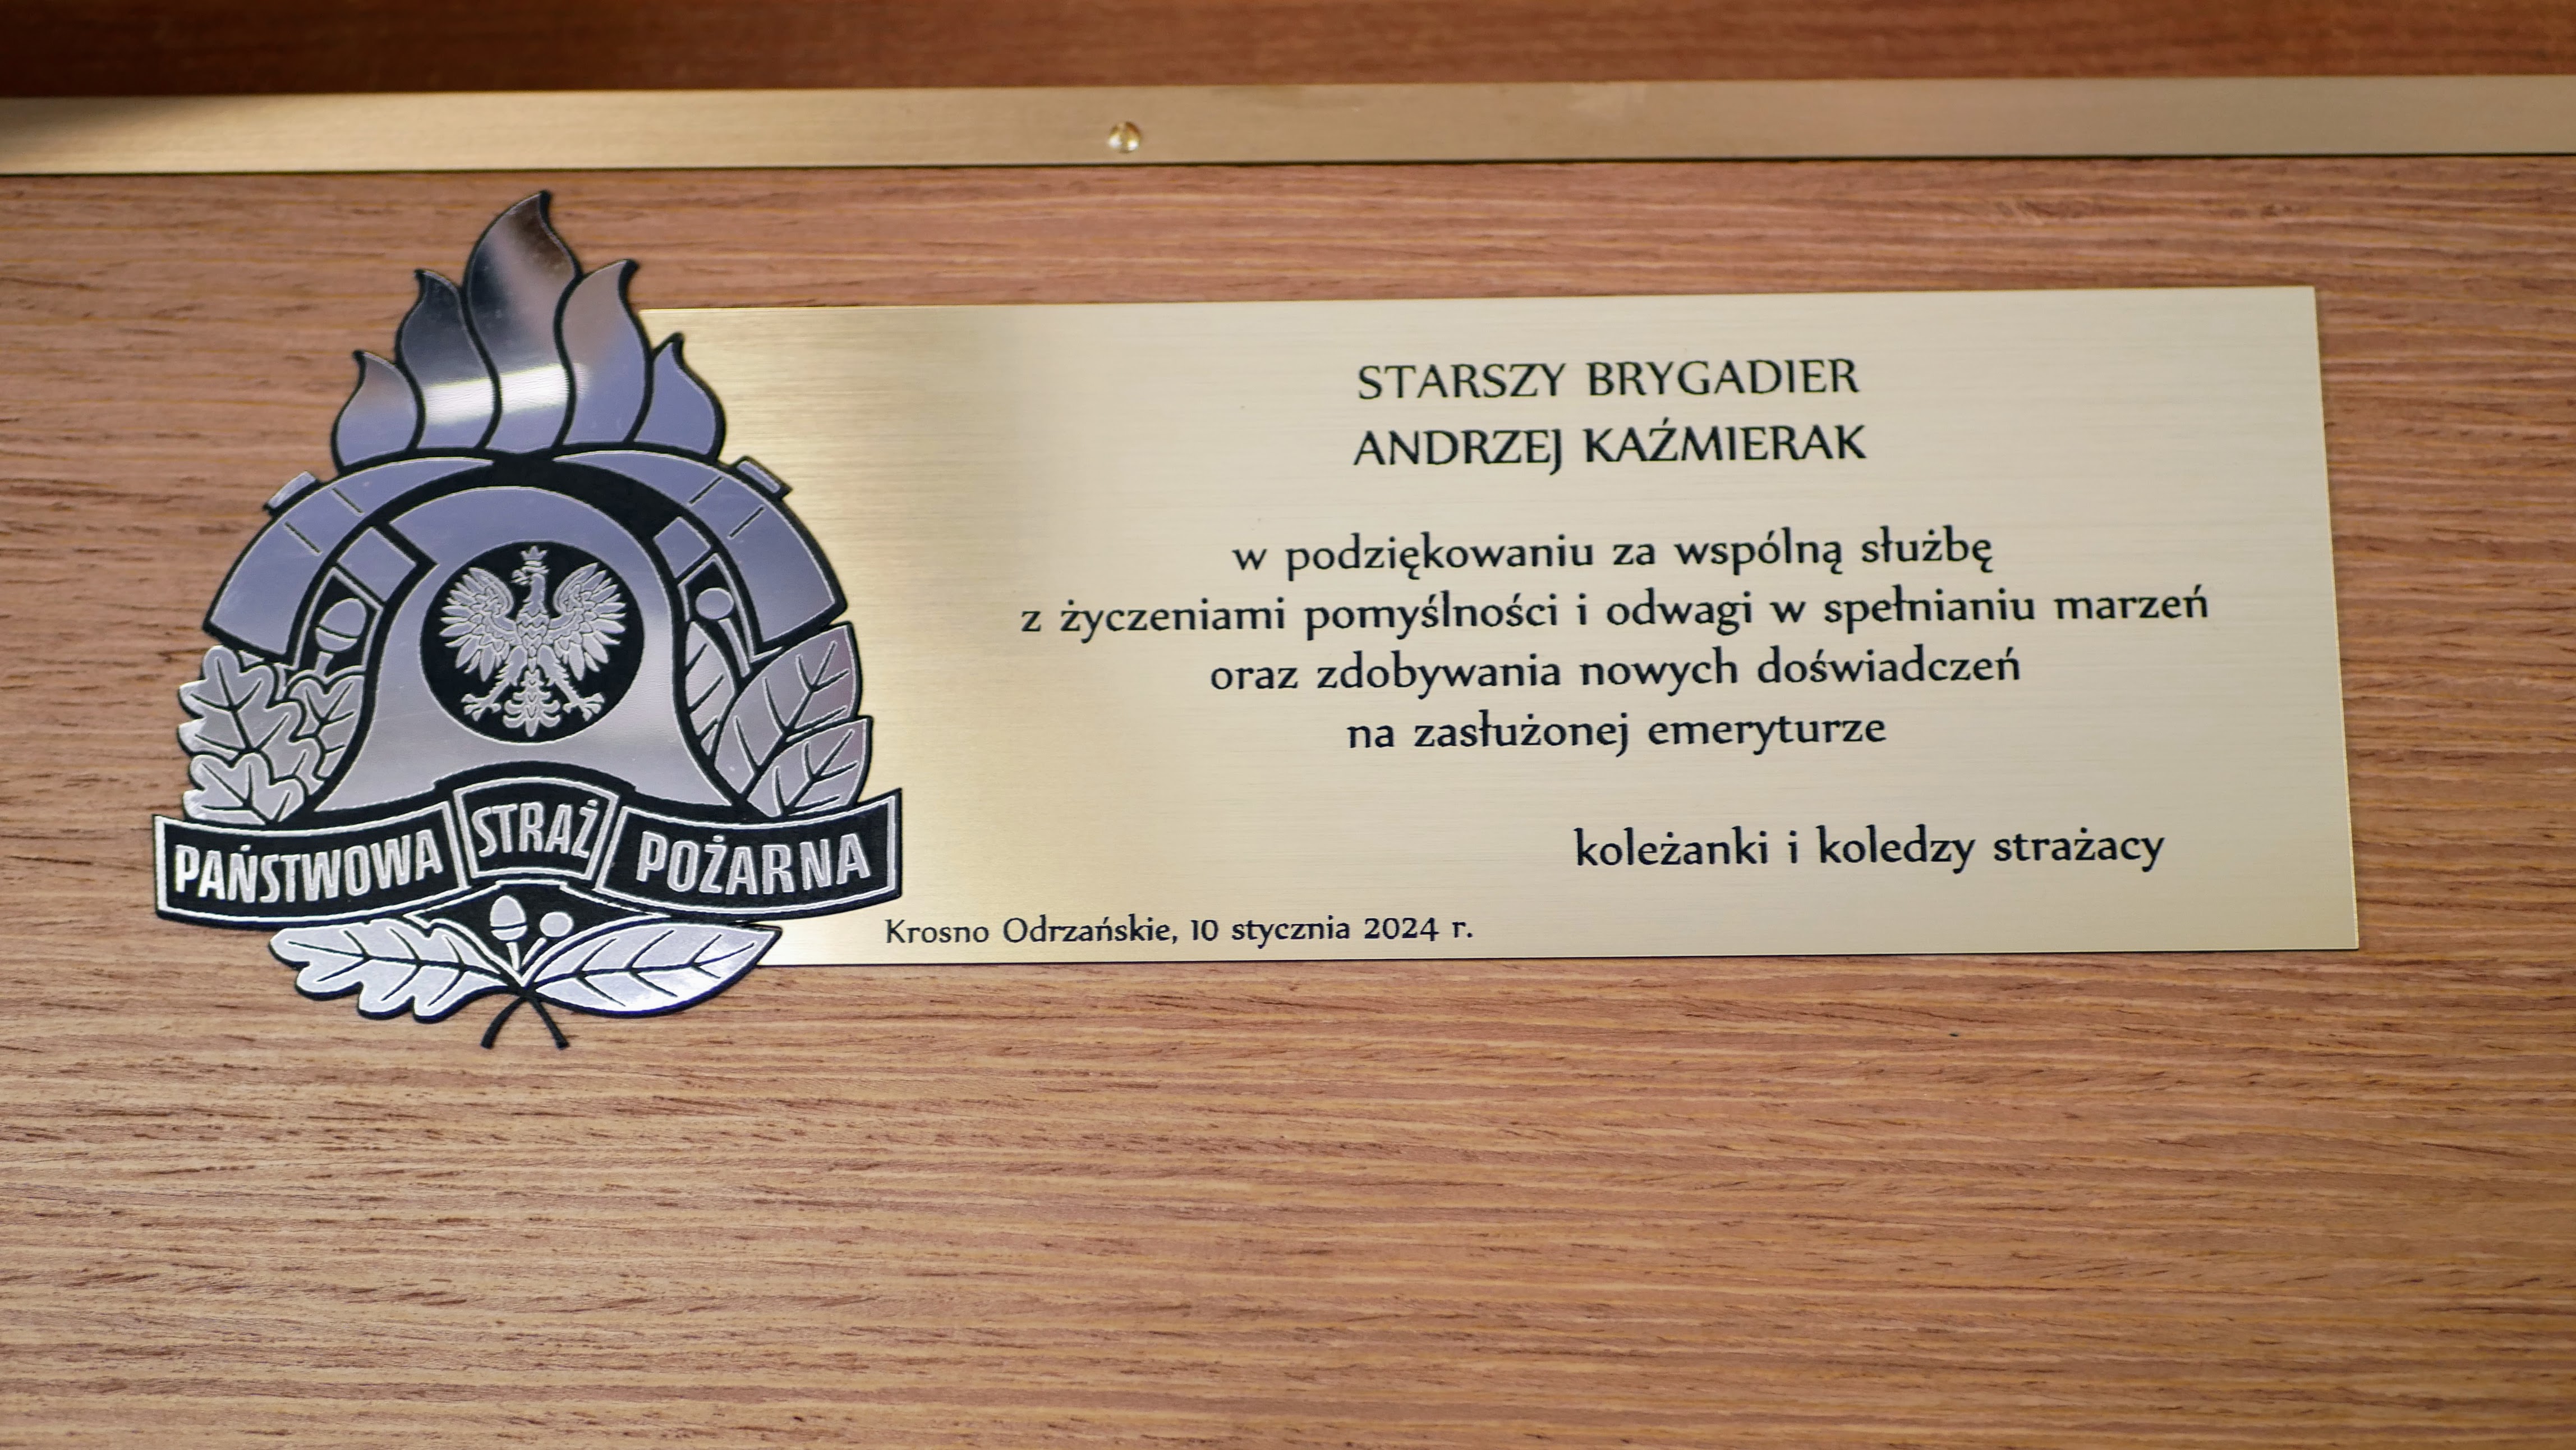 STARSZY BRYGADIER
ANDRZEJ KAŹMIERAK
w podziękowaniu za wspólną służbę
z życzeniami pomyślności i odwagi w spełnianiu marzeń
oraz zdobywania nowych doświadczeń
na zasłużonej emeryturze
koleżanki i koledzy strażacy
Krosno Odrzańskie, 10 stycznia 2024 r.
PAŃSTWOWA STRAŻ POŻARNA